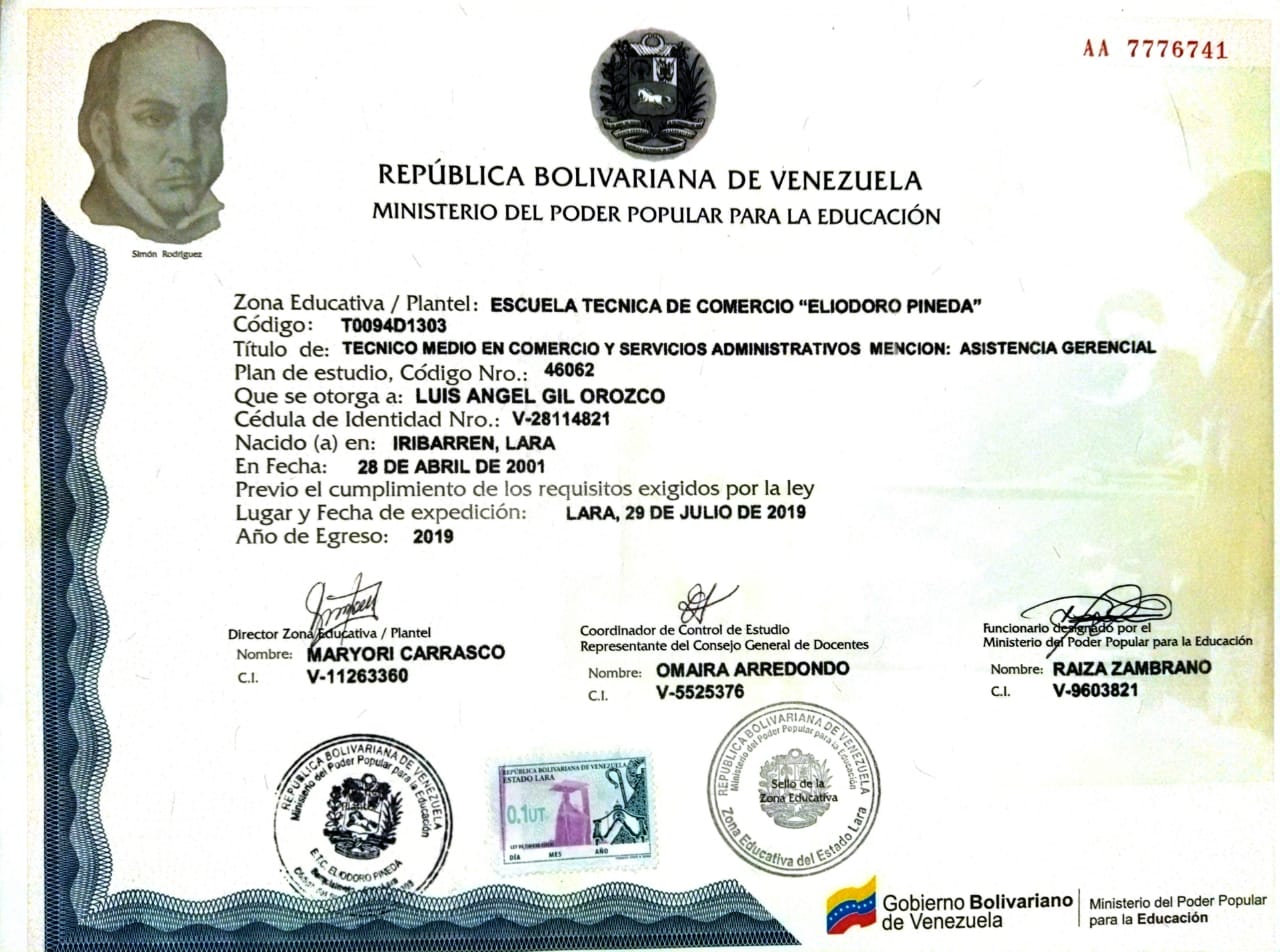 AA 7776741
Simón Rodríguez
REPÚBLICA BOLIVARIANA DE VENEZUELA
MINISTERIO DEL PODER POPULAR PARA LA EDUCACIÓN
Zona Educativa / Plantel: ESCUELA TECNICA DE COMERCIO “ELIODORO PINEDA”
Código: T0094D1303
Título de: TECNICO MEDIO EN COMERCIO Y SERVICIOS ADMINISTRATIVOS MENCION: ASISTENCIA GERENCIAL
Plan de estudio, Código Nro.: 46062
Que se otorga a: LUIS ANGEL GIL OROZCO
Cédula de Identidad Nro.: V-28114821
Nacido (a) en: IRIBARREN, LARA
En Fecha: 28 DE ABRIL DE 2001
Previo el cumplimiento de los requisitos exigidos por la ley
Lugar y Fecha de expedición: LARA, 29 DE JULIO DE 2019
Año de Egreso: 2019
Director Zona Educativa / Plantel
Nombre: MARYORI CARRASCO
C.I. V-11263360
Coordinador de Control de Estudio
Representante del Consejo General de Docentes
Nombre: OMAIRA ARREDONDO
C.I. V-5525376
Funcionario designado por el
Ministerio del Poder Popular para la Educación
Nombre: RAIZA ZAMBRANO
C.I. V-9603821
REPÚBLICA BOLIVARIANA DE VENEZUELA
Ministerio del Poder Popular para la Educación
E.T.C. ELIODORO PINEDA
REPÚBLICA BOLIVARIANA DE VENEZUELA
ESTADO LARA
0.1UT
DÍA MES AÑO
REPÚBLICA BOLIVARIANA DE VENEZUELA
Ministerio del Poder Popular para la Educación
Sello de la
Zona Educativa
Zona Educativa del Estado Lara
Gobierno Bolivariano
de Venezuela
Ministerio del Poder Popular
para la Educación